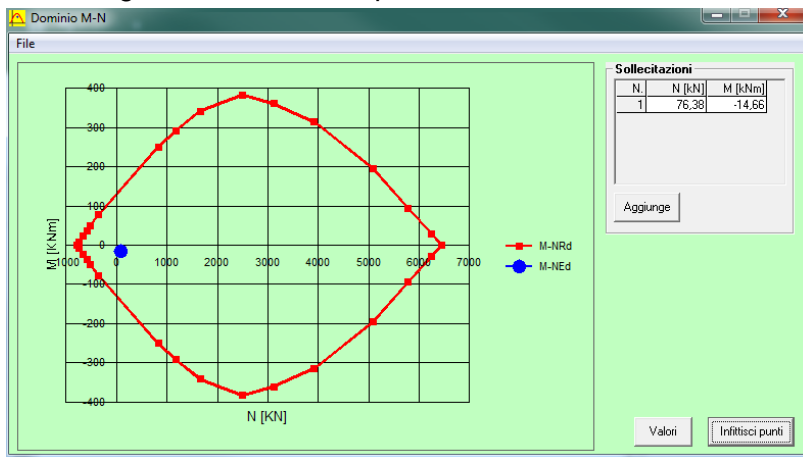 Dominio M-N
File
400
300
200
100
0
-100
-200
-300
-400
M [KNm]
-1000 0 1000 2000 3000 4000 5000 6000 7000
N [KN]
M-NRd
M-NEd
Sollecitazioni
N. N [kN] M [kNm]
1 76,38 -14,66
Aggiunge
Valori
Infittisci punti